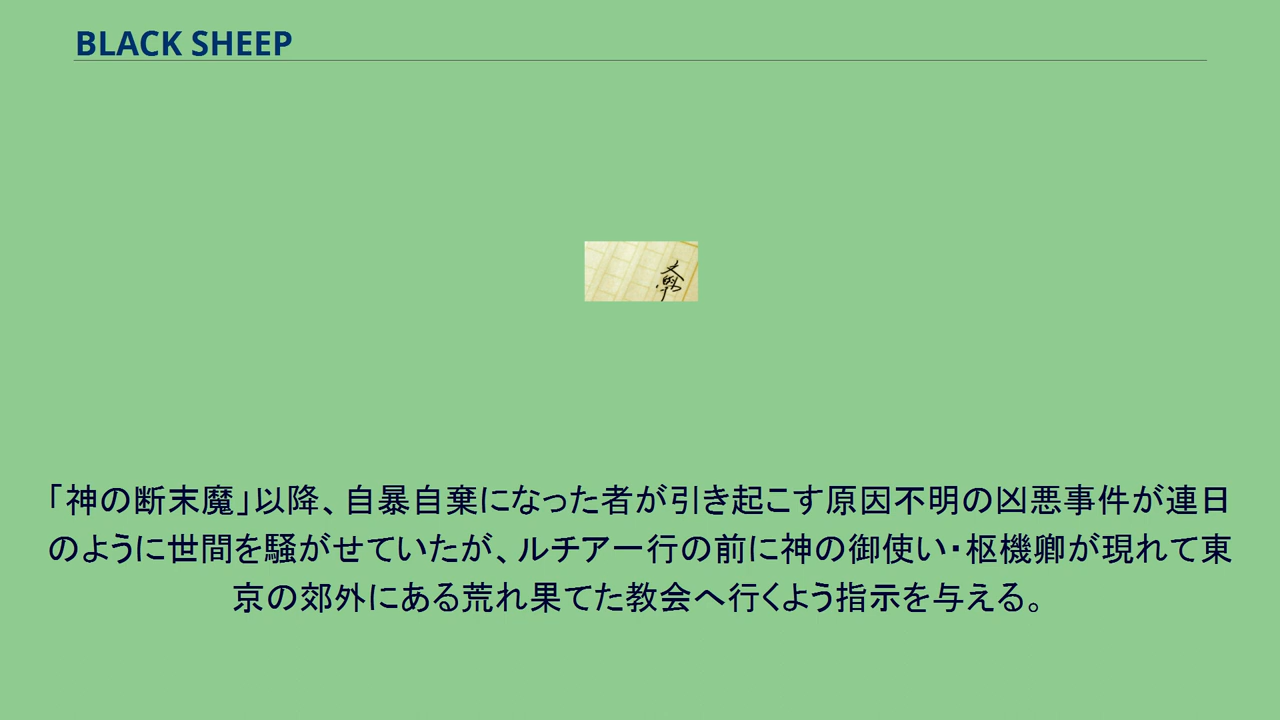 BLACK SHEEP
「神の断末魔」以降、自暴自棄になった者が引き起こす原因不明の凶悪事件が連日
のように世間を騒がせていたが、ルチアー行の前に神の御使い・枢機卿が現れて東
京の郊外にある荒れ果てた教会へ行くよう指示を与える。